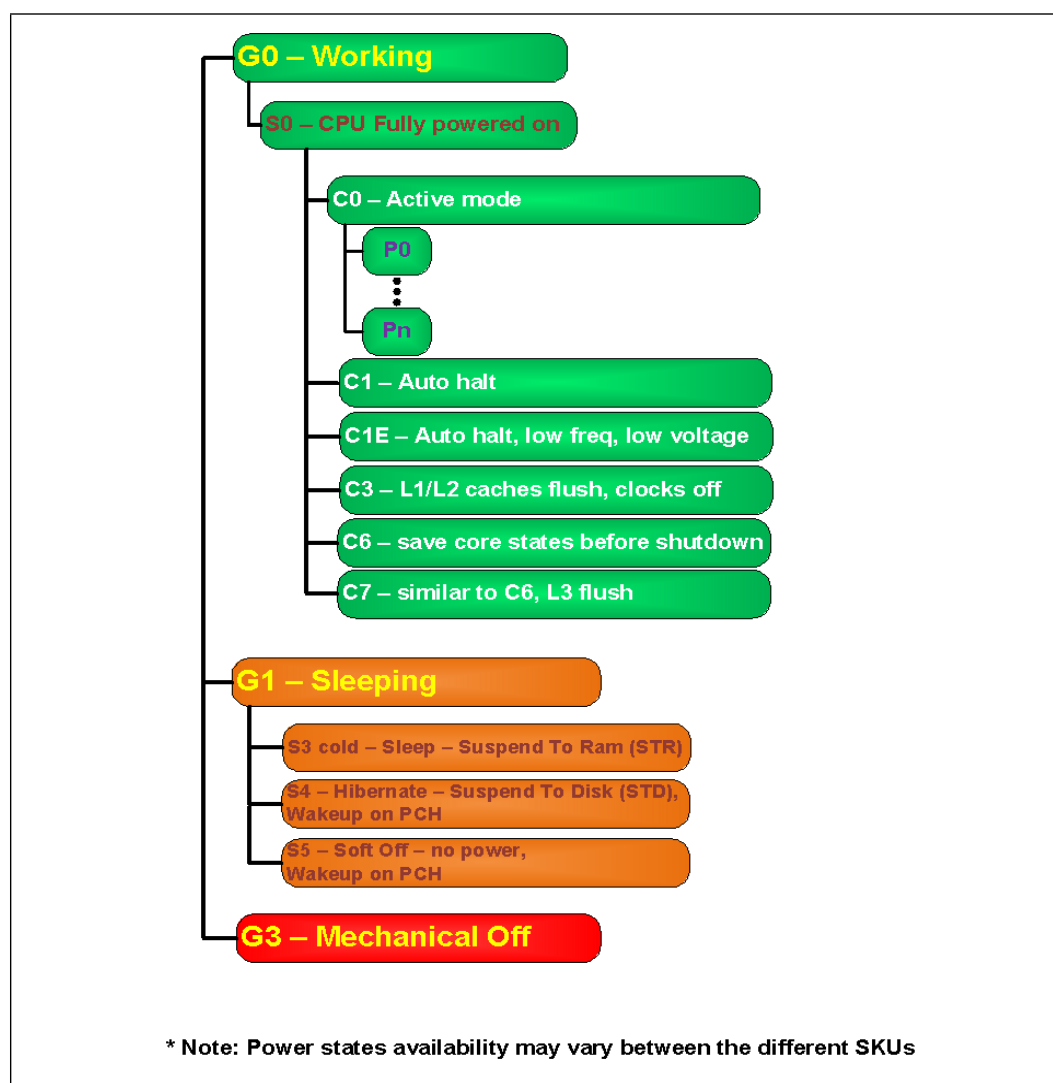 G0 – Working
S0 – CPU Fully powered on
C0 – Active mode
P0
Pn
C1 – Auto halt
C1E – Auto halt, low freq, low voltage
C3 – L1/L2 caches flush, clocks off
C6 – save core states before shutdown
C7 – similar to C6, L3 flush
G1 – Sleeping
S3 cold – Sleep – Suspend To Ram (STR)
S4 – Hibernate – Suspend To Disk (STD),
Wakeup on PCH
S5 – Soft Off – no power,
Wakeup on PCH
G3 – Mechanical Off
* Note: Power states availability may vary between the different SKUs